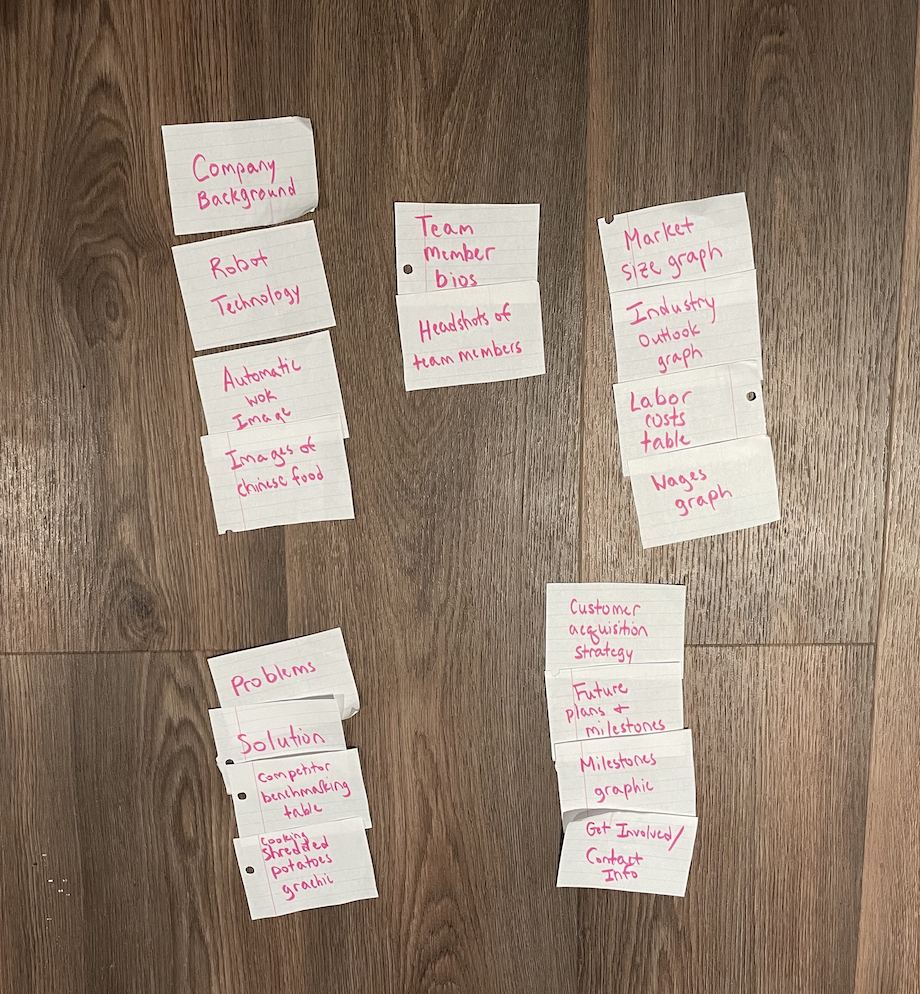 Company
Background
Robot
Technology
Automatic
wok
Image
Images of
chinese food
Team
member
bios
Headshots of
team members
Market
size graph
Industry
Outlook
graph
Labor
costs
table
Wages
graph
Problems
Solution
Competitor
benchmarking
table
Cooking
Shredded
potatoes
grachic
Customer
acquisition
Strategy
Future
plans +
milestones
Milestones
graphic
Get Involved/
Contact
Info